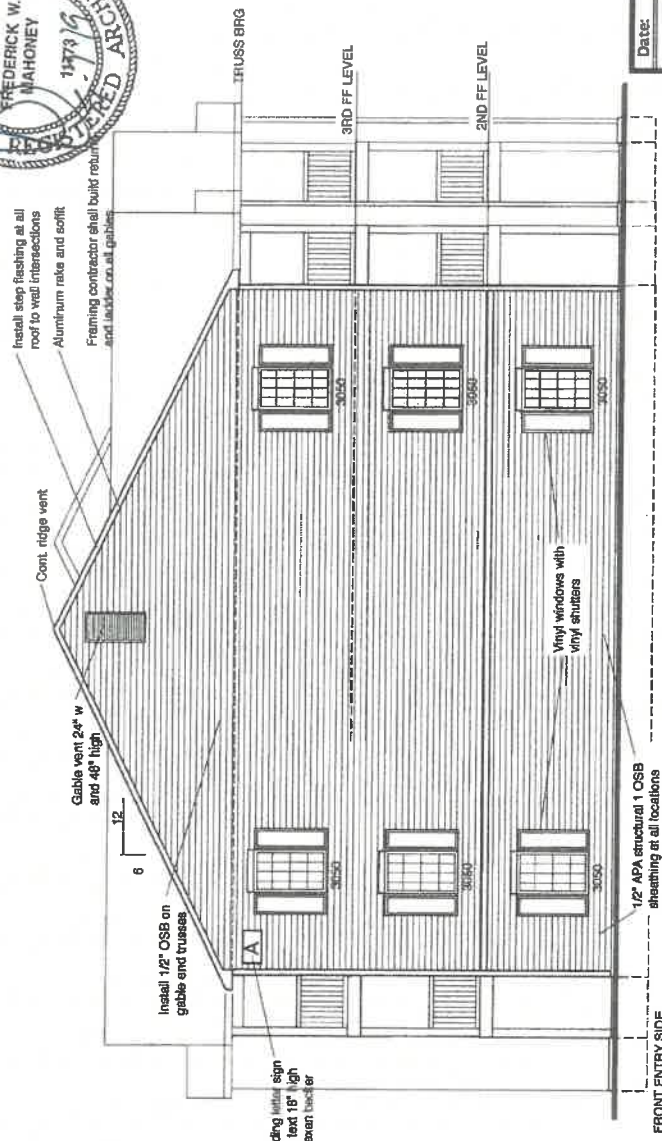 FREDERICK W.
MAHONEY
REGISTERED ARCH
Install step flashing at all
roof to wall intersections
Aluminum rake and soffit
Framing contractor shall build return
and ladder on all gables
Cont. ridge vent
Gable vent 24" w
and 48" high
12
6
Install 1/2" OSB on
gable end trusses
TRUSS BRG
3RD FF LEVEL
2ND FF LEVEL
A
ding letter sign
text 18" high
3050
3050
3050
3050
3050
3050
Vinyl windows with
vinyl shutters
1/2" APA structural 1 OSB
sheathing at all locations
FRONT ENTRY SIDE
Date: